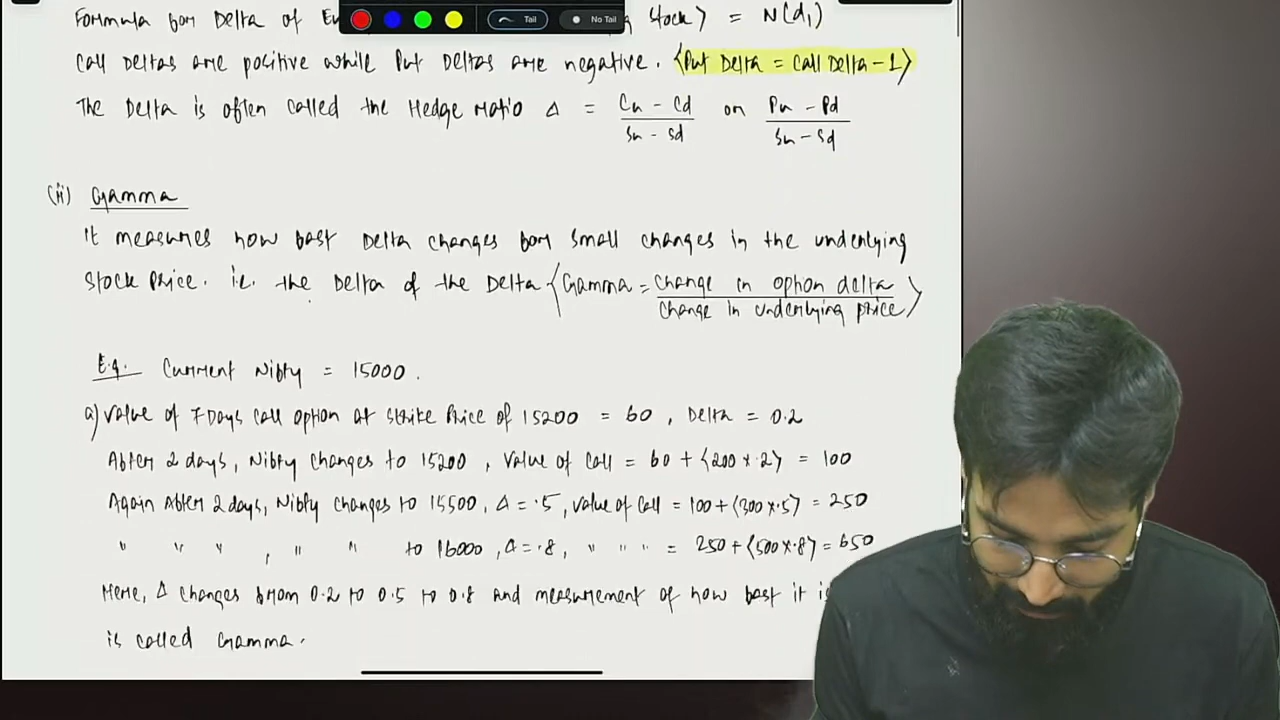 Formula for Delta of Stock> = N(d1)
Tail No Tail
Call Deltas are positive while Put Deltas are negative. <Put Delta = Call Delta - 1>
The Delta is often called the Hedge Ratio Δ = Cu - Cd / Su - Sd or Pu - Pd / Su - Sd
(ii) Gamma
It measures how fast Delta changes for small changes in the underlying
Stock Price. i.e. the Delta of the Delta <Gamma = change in option delta / change in underlying price>
E.g. Current Nifty = 15000.
a) Value of 7 Days call option at strike Price of 15200 = 60, Delta = 0.2
After 2 days, Nifty changes to 15200, Value of Call = 60 + <200 x .2> = 100
Again After 2 days, Nifty changes to 15500, Δ = .5, value of Call = 100 + <300 x .5> = 250
" " " , " " to 16000, Δ = .8, " " " = 250 + <500 x .8> = 650
Here, Δ changes from 0.2 to 0.5 to 0.8 and measurement of how fast it
is called Gamma.